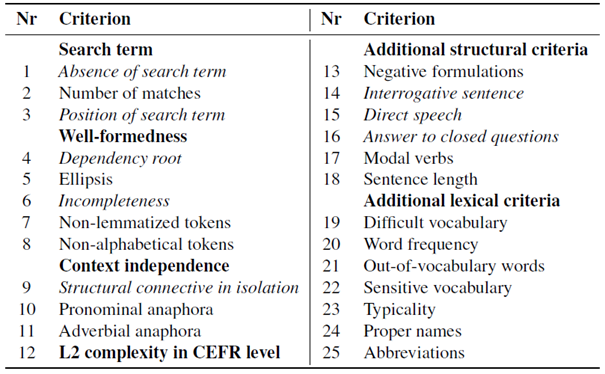 Nr Criterion
Search term
1 Absence of search term
2 Number of matches
3 Position of search term
Well-formedness
4 Dependency root
5 Ellipsis
6 Incompleteness
7 Non-lemmatized tokens
8 Non-alphabetical tokens
Context independence
9 Structural connective in isolation
10 Pronominal anaphora
11 Adverbial anaphora
12 L2 complexity in CEFR level
Nr Criterion
Additional structural criteria
13 Negative formulations
14 Interrogative sentence
15 Direct speech
16 Answer to closed questions
17 Modal verbs
18 Sentence length
Additional lexical criteria
19 Difficult vocabulary
20 Word frequency
21 Out-of-vocabulary words
22 Sensitive vocabulary
23 Typicality
24 Proper names
25 Abbreviations